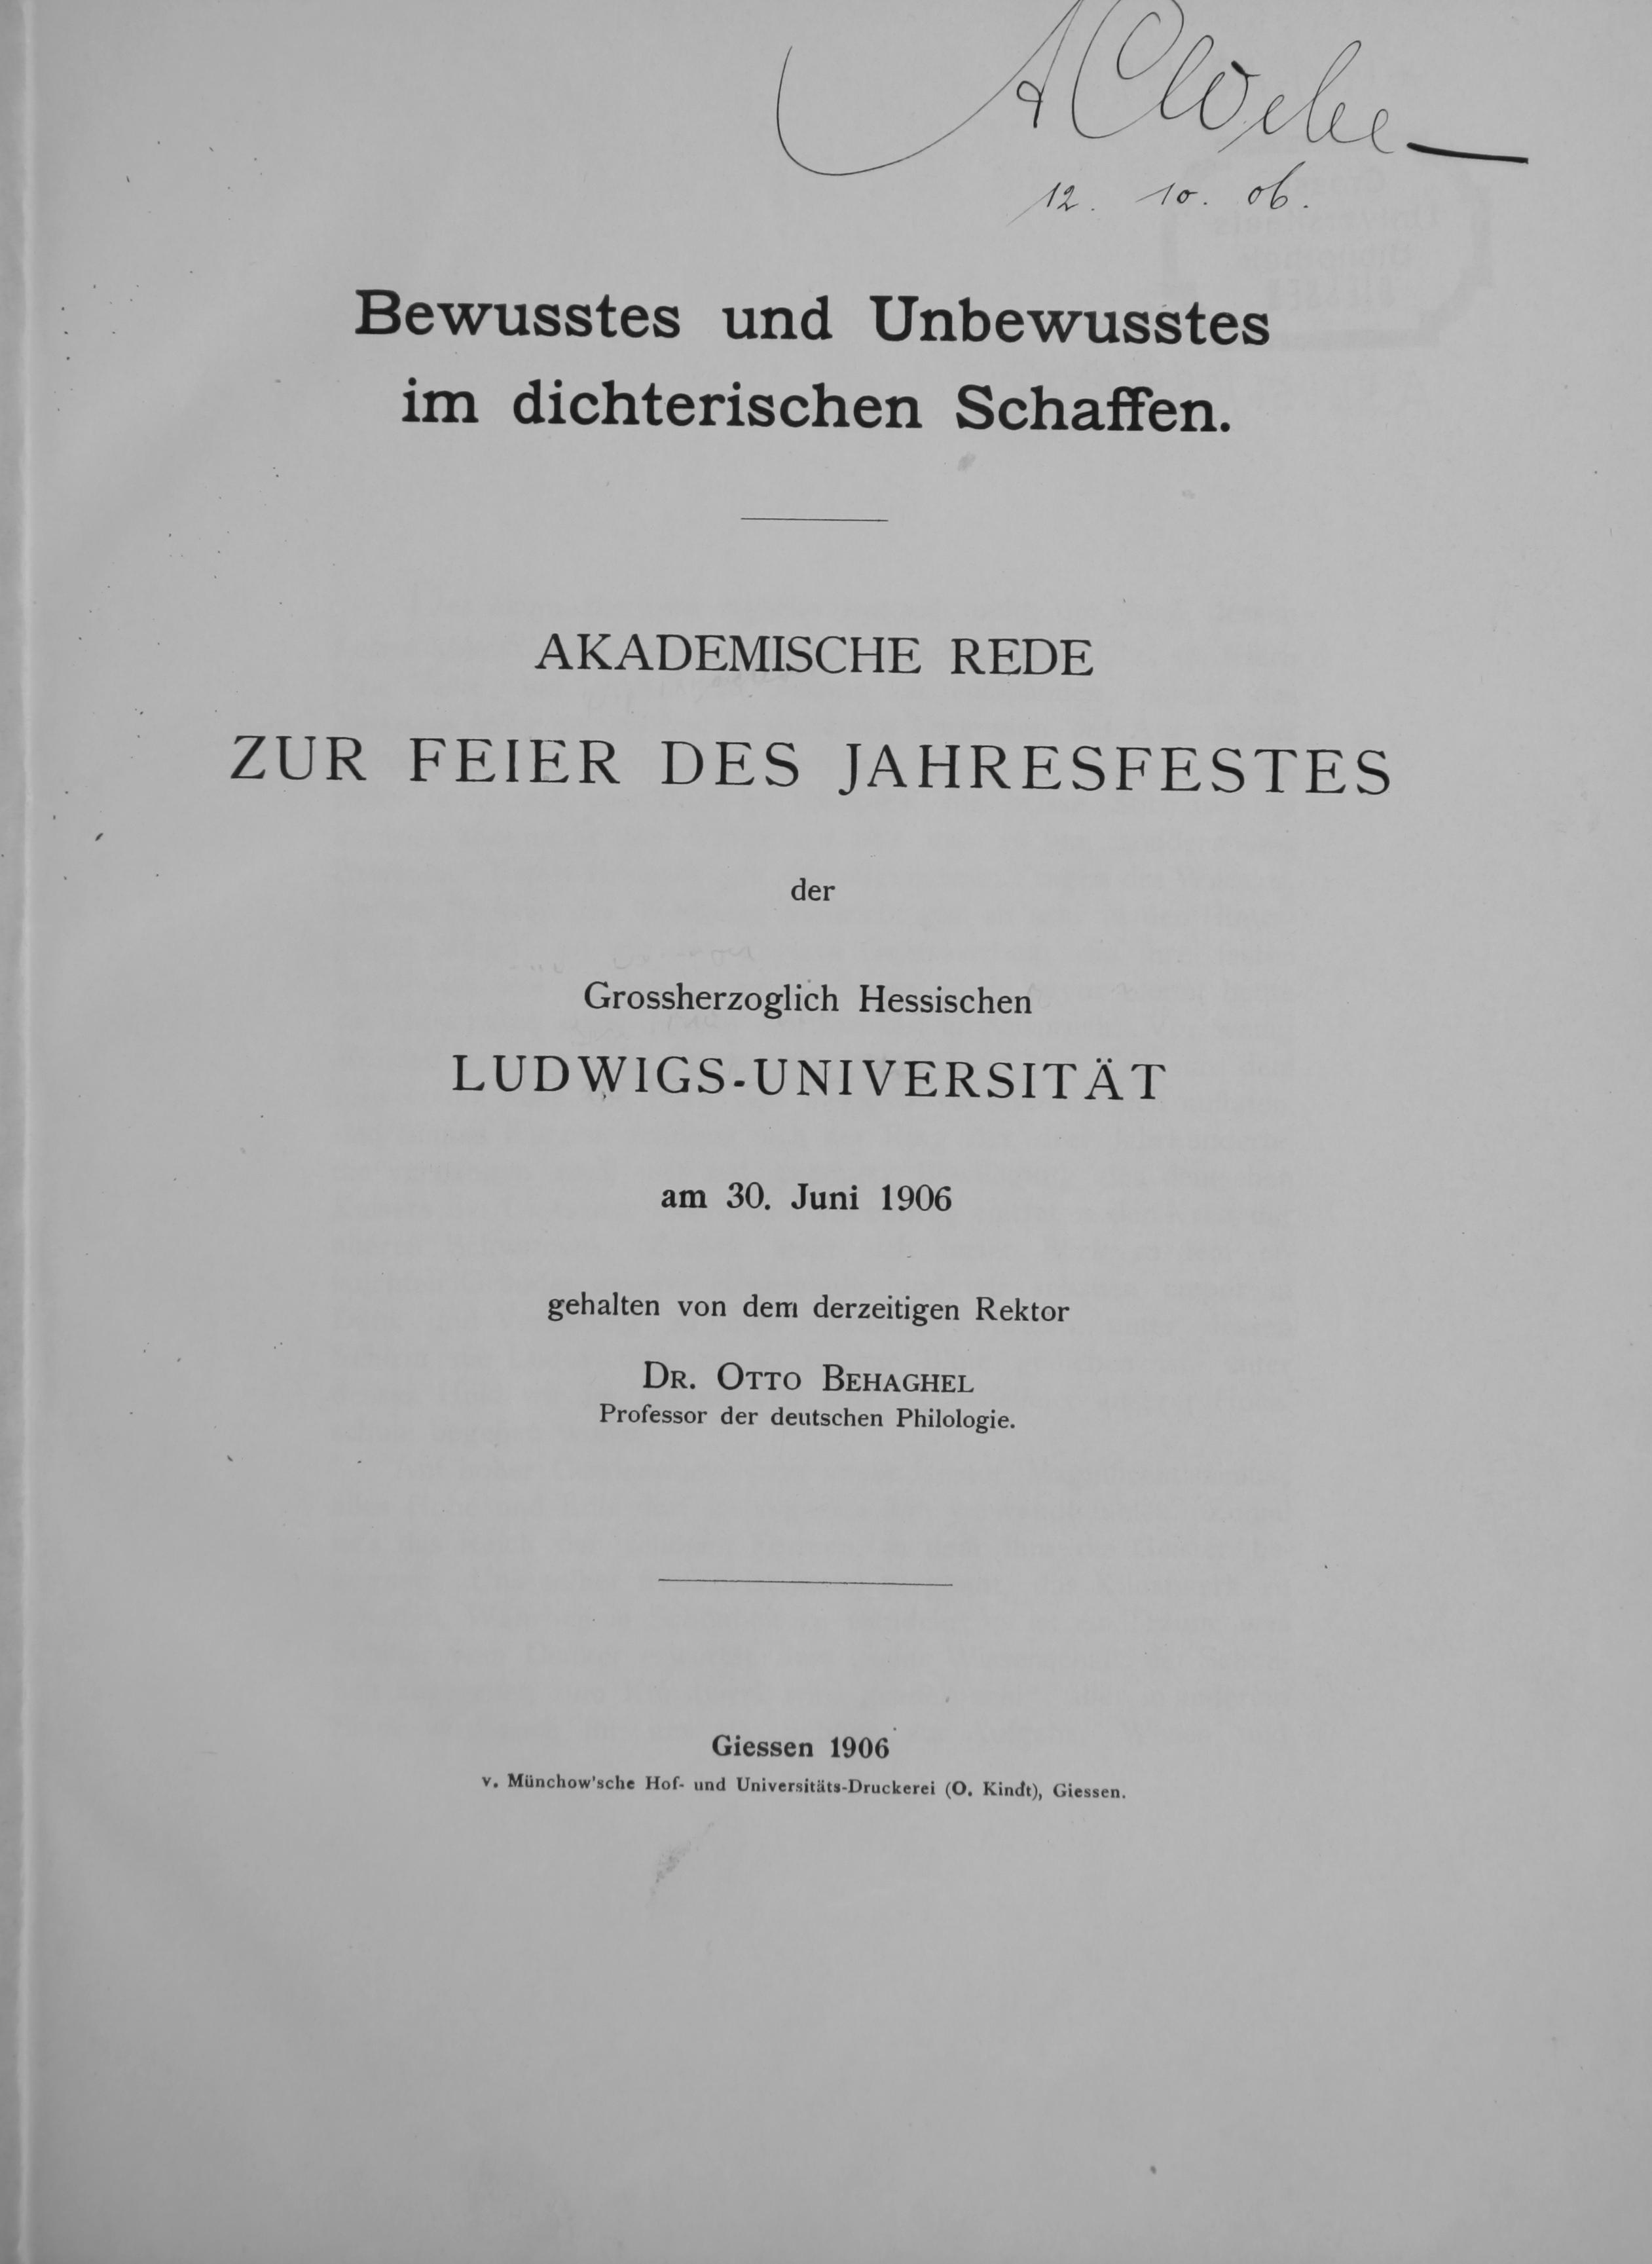 12. 10. 06.
Bewusstes und Unbewusstes
im dichterischen Schaffen.
AKADEMISCHE REDE
ZUR FEIER DES JAHRESFESTES
der
Grossherzoglich Hessischen
LUDWIGS-UNIVERSITÄT
am 30. Juni 1906
gehalten von dem derzeitigen Rektor
DR. OTTO BEHAGHEL
Professor der deutschen Philologie.
Giessen 1906
v. Münchow'sche Hof- und Universitäts-Druckerei (O. Kindt), Giessen.